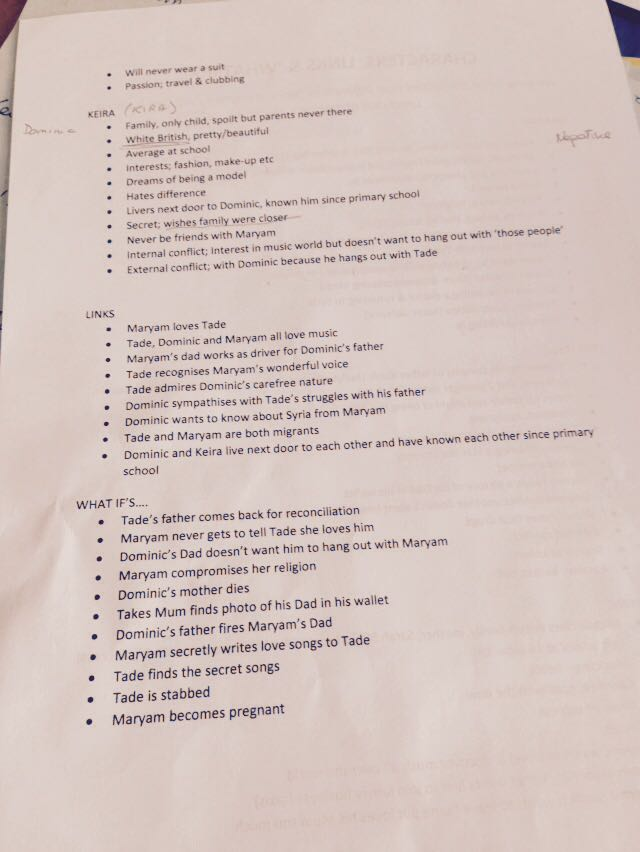 Will never wear a suit
Passion; travel & clubbing
KEIRA (KIRA)
Family, only child, spoilt but parents never there
White British, pretty/beautiful
Average at school
Interests; fashion, make-up etc
Dreams of being a model
Hates difference
Livers next door to Dominic, known him since primary school
Secret; wishes family were closer
Never be friends with Maryam
Internal conflict; Interest in music world but doesn't want to hang out with 'those people'
External conflict; with Dominic because he hangs out with Tade
LINKS
Maryam loves Tade
Tade, Dominic and Maryam all love music
Maryam's dad works as driver for Dominic's father
Tade recognises Maryam's wonderful voice
Tade admires Dominic's carefree nature
Dominic sympathises with Tade's struggles with his father
Dominic wants to know about Syria from Maryam
Tade and Maryam are both migrants
Dominic and Keira live next door to each other and have known each other since primary
school
WHAT IF'S....
Tade's father comes back for reconciliation
Maryam never gets to tell Tade she loves him
Dominic's Dad doesn't want him to hang out with Maryam
Maryam compromises her religion
Dominic's mother dies
Takes Mum finds photo of his Dad in his wallet
Dominic's father fires Maryam's Dad
Maryam secretly writes love songs to Tade
Tade finds the secret songs
Tade is stabbed
Maryam becomes pregnant